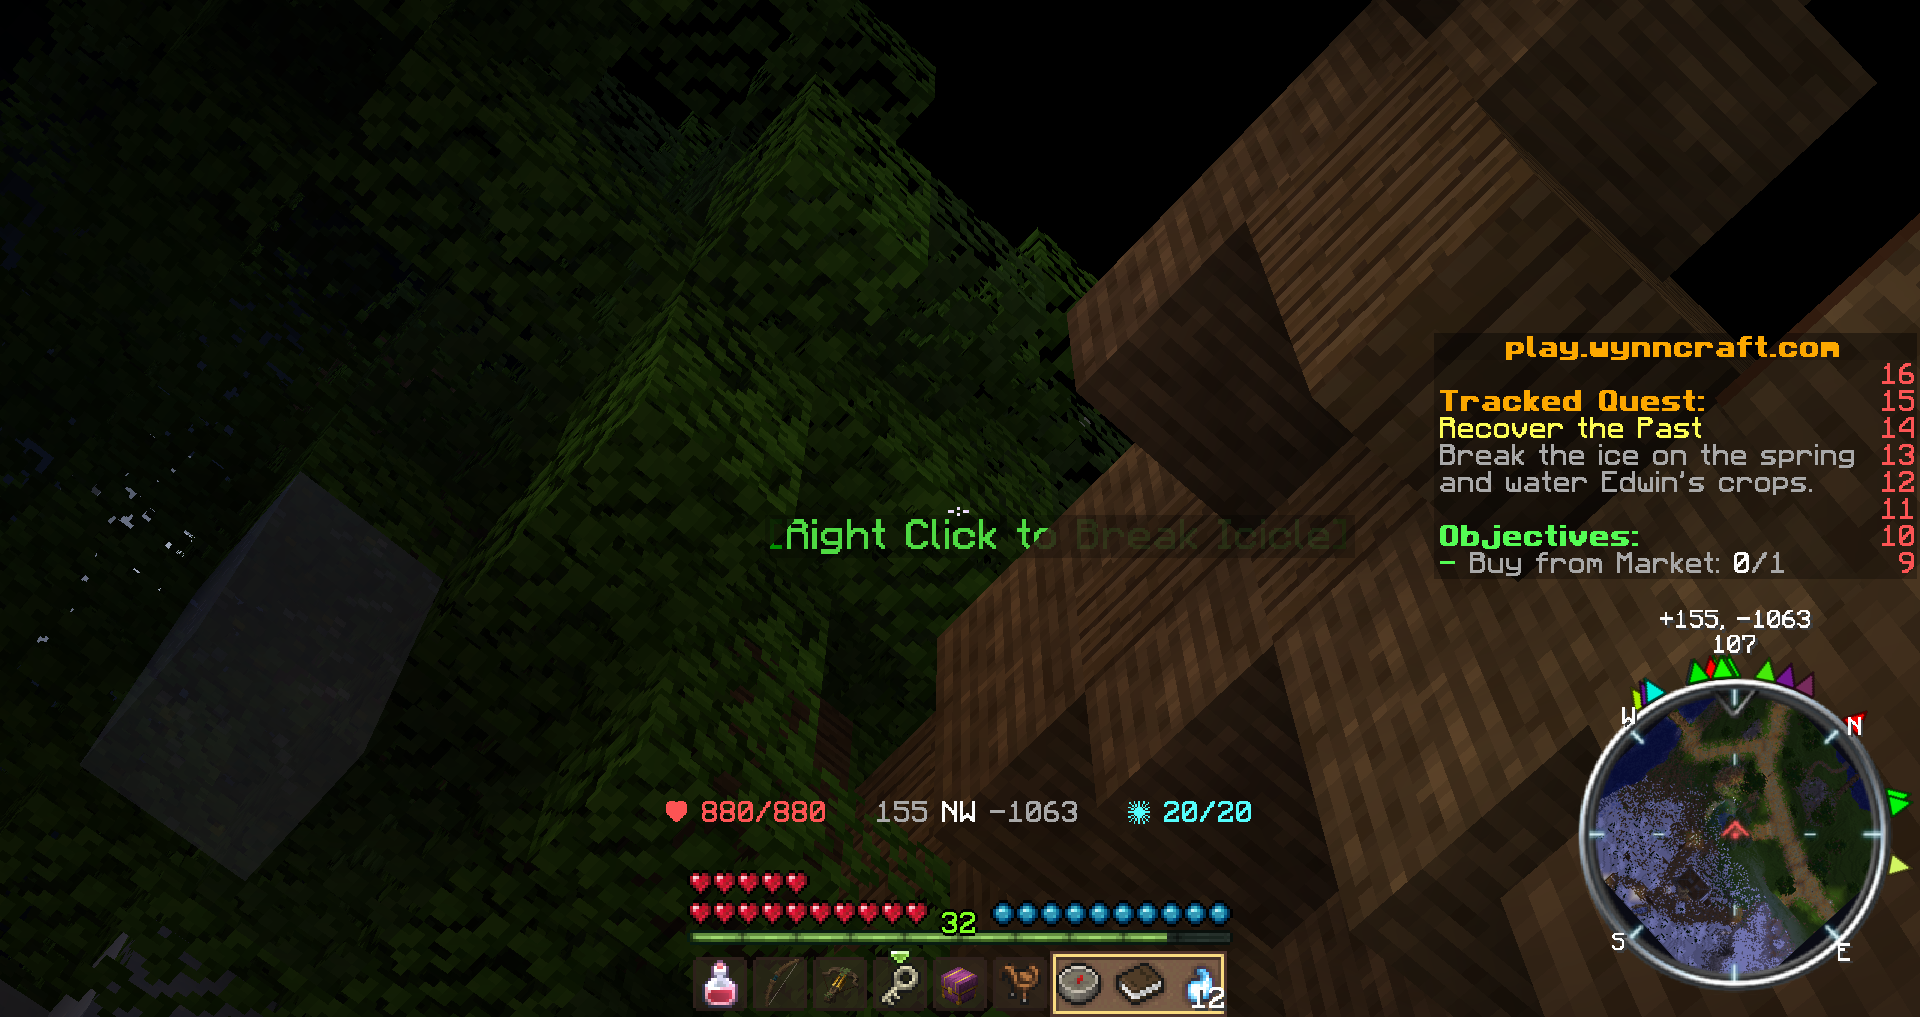 play.wynncraft.com
16
Tracked Quest: 15
Recover the Past 14
Break the ice on the spring 13
and water Edwin's crops. 12
11
Objectives: 10
- Buy from Market: 0/1 9
[Right Click to Break Icicle]
+155, -1063
107
W
N
S
E
880/880 155 NW -1063 20/20
32
12